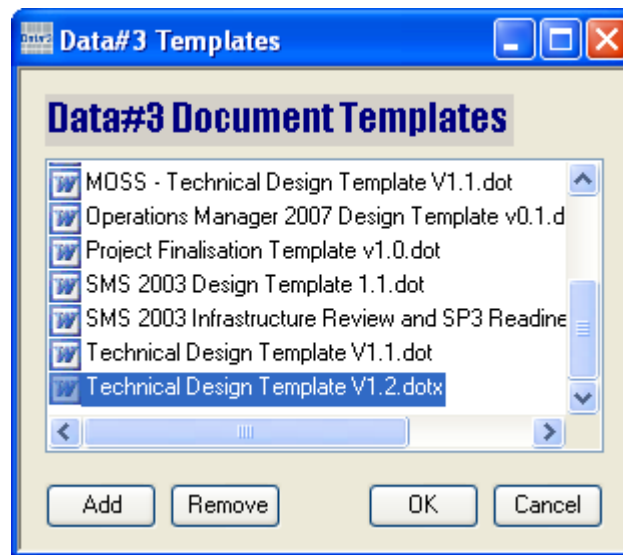 Data#3 Templates
Data#3 Document Templates
MOSS - Technical Design Template V1.1.dot
Operations Manager 2007 Design Template v0.1.d
Project Finalisation Template v1.0.dot
SMS 2003 Design Template 1.1.dot
SMS 2003 Infrastructure Review and SP3 Readine
Technical Design Template V1.1.dot
Technical Design Template V1.2.dotx
Add Remove OK Cancel